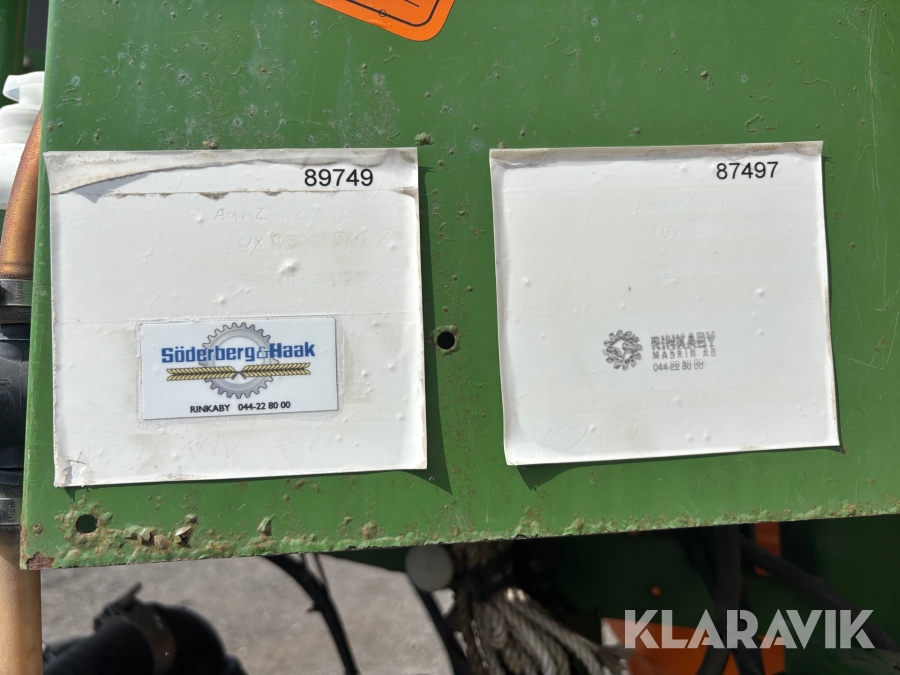 89749
Söderberg & Haak
RINKABY 044-22 80 00
87497
RINKABY
MASKIN AB
044-22 80 00
KLARAVIK